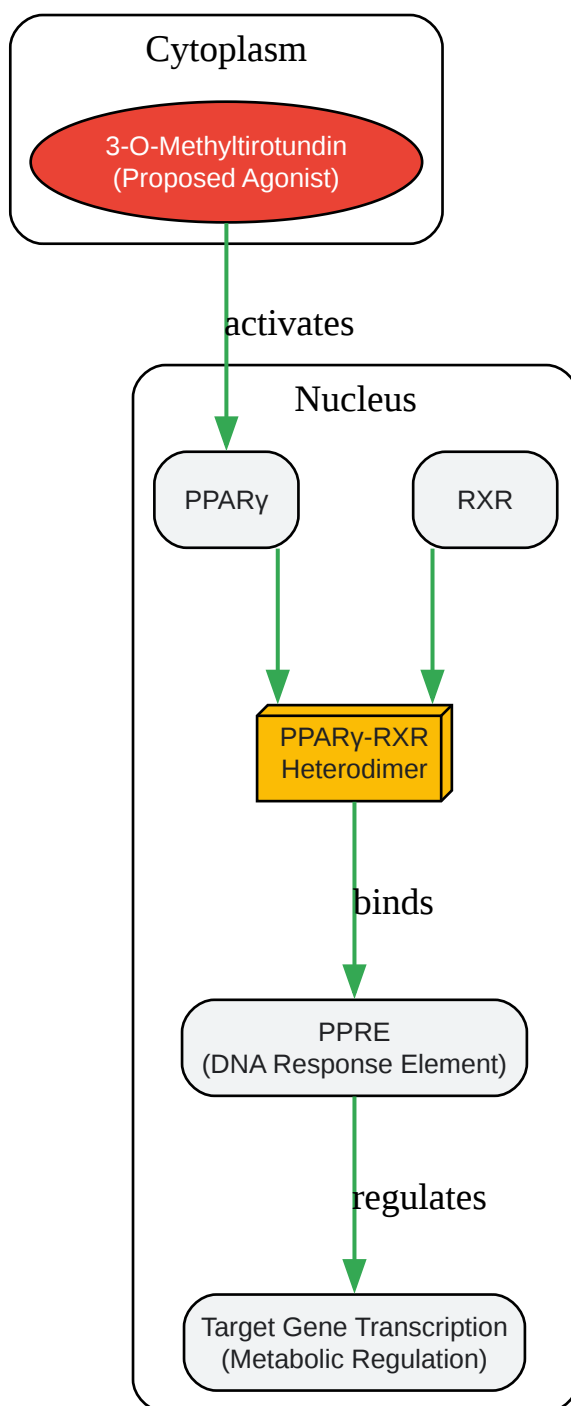 Cytoplasm
3-O-Methyltirotundin
(Proposed Agonist)
activates
Nucleus
PPARγ
RXR
PPARγ-RXR
Heterodimer
binds
PPRE
(DNA Response Element)
regulates
Target Gene Transcription
(Metabolic Regulation)